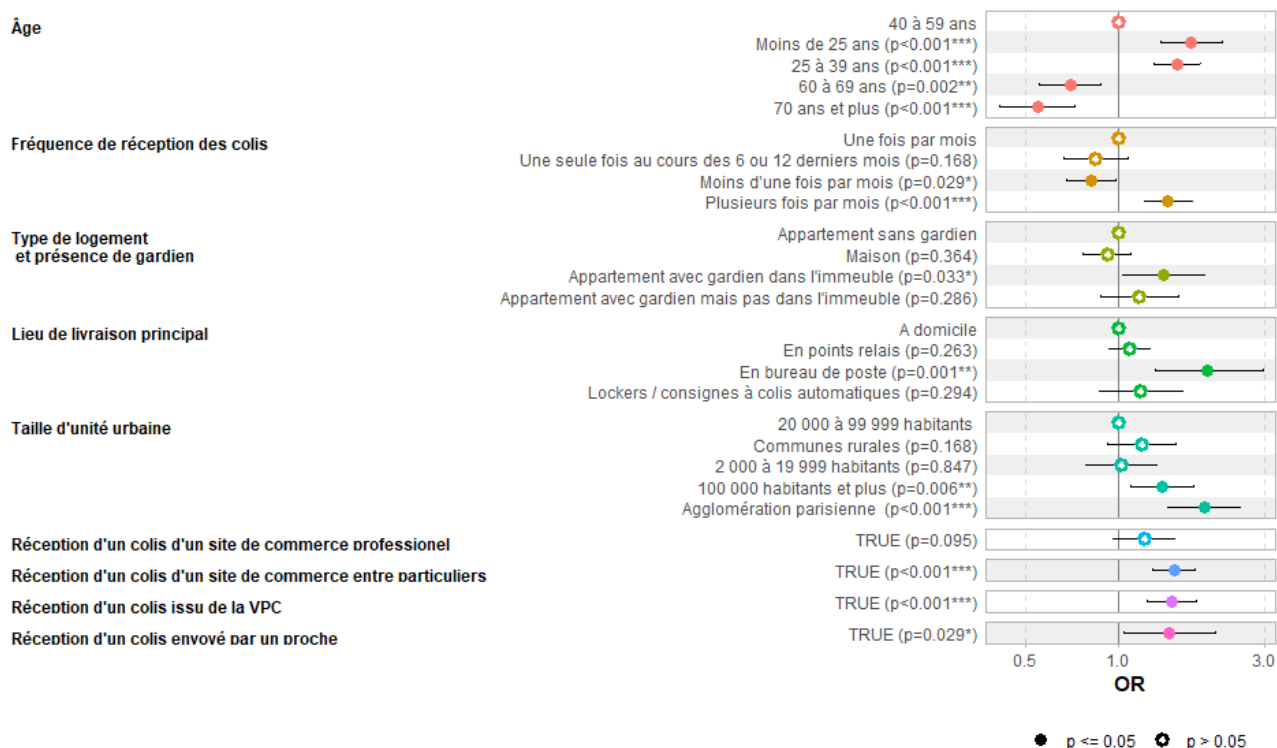 Âge
40 à 59 ans
Moins de 25 ans (p<0.001***)
25 à 39 ans (p<0.001***)
60 à 69 ans (p=0.002**)
70 ans et plus (p<0.001***)
Fréquence de réception des colis
Une fois par mois
Une seule fois au cours des 6 ou 12 derniers mois (p=0.168)
Moins d'une fois par mois (p=0.029*)
Plusieurs fois par mois (p<0.001***)
Type de logement
et présence de gardien
Appartement sans gardien
Maison (p=0.364)
Appartement avec gardien dans l'immeuble (p=0.033*)
Appartement avec gardien mais pas dans l'immeuble (p=0.286)
Lieu de livraison principal
A domicile
En points relais (p=0.263)
En bureau de poste (p=0.001**)
Lockers / consignes à colis automatiques (p=0.294)
Taille d'unité urbaine
20 000 à 99 999 habitants
Communes rurales (p=0.168)
2 000 à 19 999 habitants (p=0.847)
100 000 habitants et plus (p=0.006**)
Agglomération parisienne (p<0.001***)
Réception d'un colis d'un site de commerce professionel
TRUE (p=0.095)
Réception d'un colis d'un site de commerce entre particuliers
TRUE (p<0.001***)
Réception d'un colis issu de la VPC
TRUE (p<0.001***)
Réception d'un colis envoyé par un proche
TRUE (p=0.029*)
0.5 1.0 3.0
OR
p <= 0.05 p > 0.05